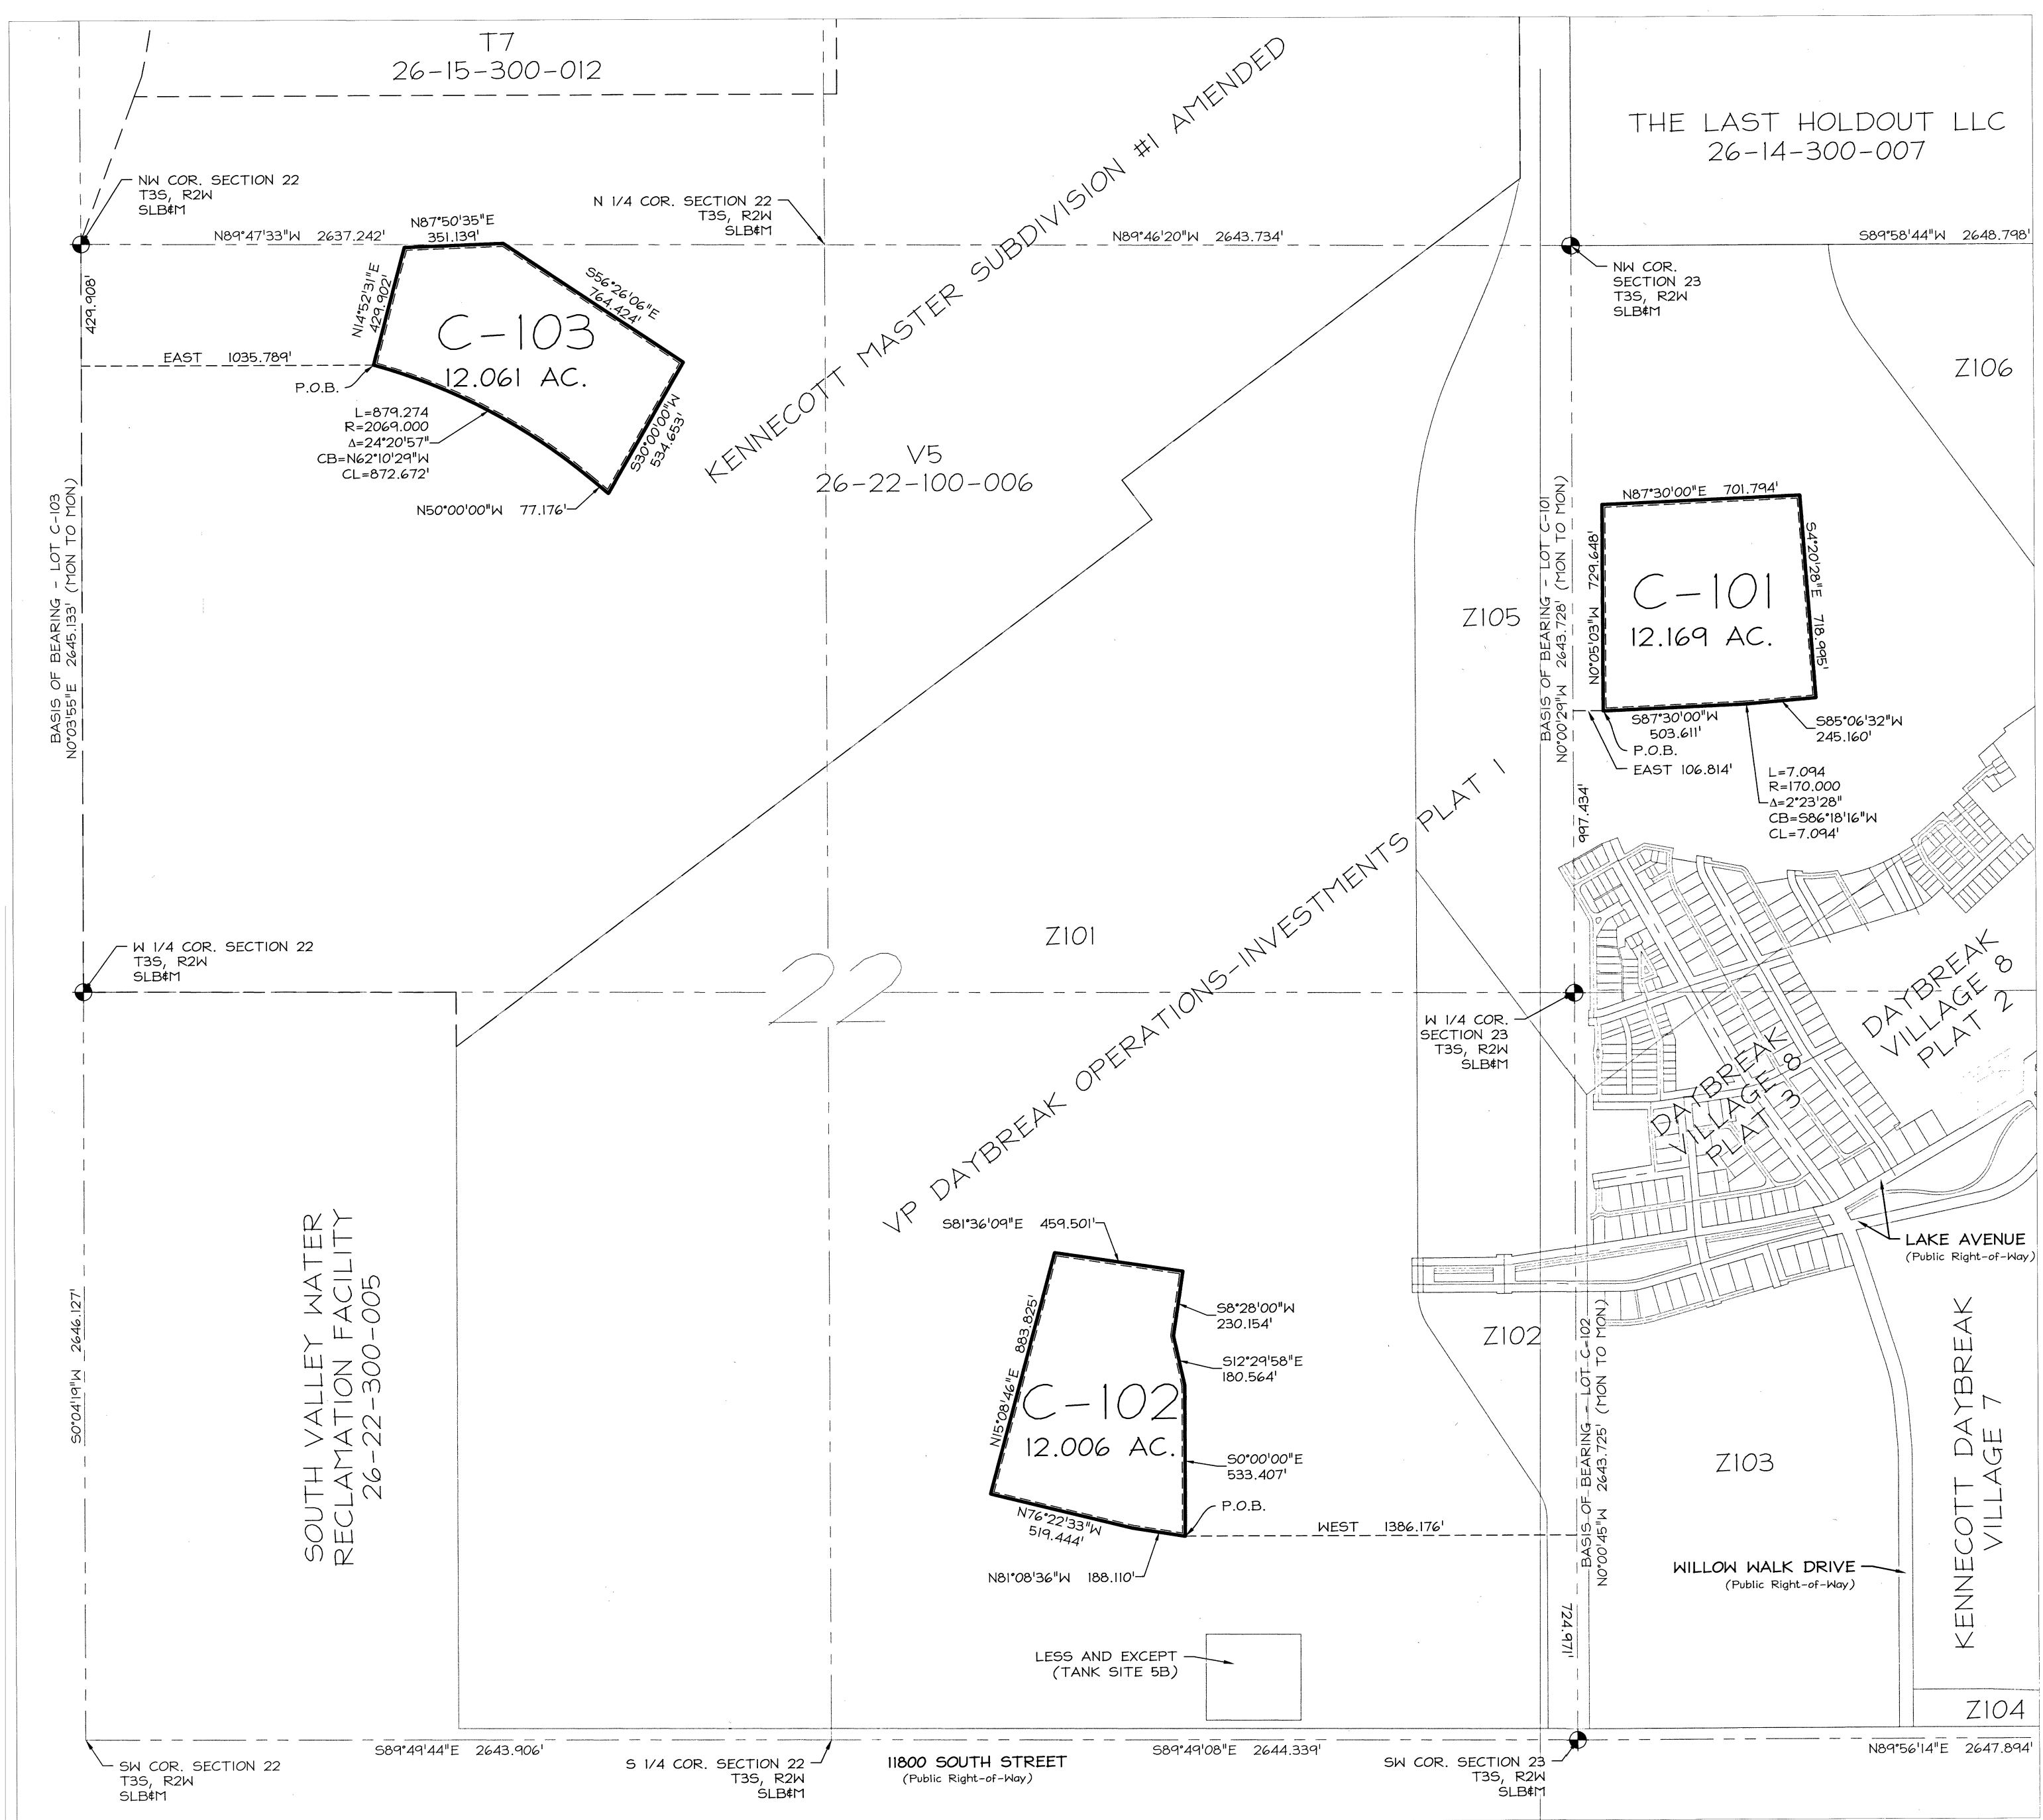 T7
26-15-300-012
THE LAST HOLDOUT LLC
26-14-300-007
KENNECOTT MASTER SUBDIVISION #1 AMENDED
NW COR. SECTION 22
T3S, R2W
SLB&M
N 1/4 COR. SECTION 22
T3S, R2W
SLB&M
N89°47'33"W 2637.242'
N87°50'35"E
351.139'
N89°46'20"W 2643.734'
S89°58'44"W 2648.798'
NW COR.
SECTION 23
T3S, R2W
SLB&M
429.908'
N14°52'31"E
429.902'
S56°26'06"E
764.424'
C-103
12.061 AC.
EAST 1035.789'
P.O.B.
L=879.274
R=2069.000
Δ=24°20'57"
CB=N62°10'29"W
CL=872.672'
S30°00'00"W
534.653'
N50°00'00"W 77.176'
V5
26-22-100-006
Z106
BASIS OF BEARING - LOT C-103
N0°03'55"E 2645.133' (MON TO MON)
Z105
BASIS OF BEARING - LOT C-101
N0°00'29"W 2643.728' (MON TO MON)
N87°30'00"E 701.794'
N0°05'03"W 729.648'
S4°20'28"E 718.995'
C-101
12.169 AC.
S87°30'00"W
503.611'
S85°06'32"W
245.160'
P.O.B.
EAST 106.814'
L=7.094
R=170.000
Δ=2°23'28"
CB=S86°18'16"W
CL=7.094'
997.434'
VP DAYBREAK OPERATIONS-INVESTMENTS PLAT 1
W 1/4 COR. SECTION 22
T3S, R2W
SLB&M
22
Z101
W 1/4 COR.
SECTION 23
T3S, R2W
SLB&M
DAYBREAK
VILLAGE 8
PLAT 2
DAYBREAK
VILLAGE 8
PLAT 3
LAKE AVENUE
(Public Right-of-Way)
SOUTH VALLEY WATER
RECLAMATION FACILITY
26-22-300-005
S0°04'19"W 2646.127'
S81°36'09"E 459.501'
N15°08'46"E 883.825'
S8°28'00"W
230.154'
S12°29'58"E
180.564'
C-102
12.006 AC.
S0°00'00"E
533.407'
P.O.B.
N76°22'33"W
519.444'
N81°08'36"W 188.110'
WEST 1386.176'
Z102
BASIS OF BEARING - LOT C-102
N0°00'45"W 2643.725' (MON TO MON)
Z103
KENNECOTT DAYBREAK
VILLAGE 7
WILLOW WALK DRIVE
(Public Right-of-Way)
724.971'
LESS AND EXCEPT
(TANK SITE 5B)
Z104
SW COR. SECTION 22
T3S, R2W
SLB&M
S89°49'44"E 2643.906'
S 1/4 COR. SECTION 22
T3S, R2W
SLB&M
11800 SOUTH STREET
(Public Right-of-Way)
S89°49'08"E 2644.339'
SW COR. SECTION 23
T3S, R2W
SLB&M
N89°56'14"E 2647.894'